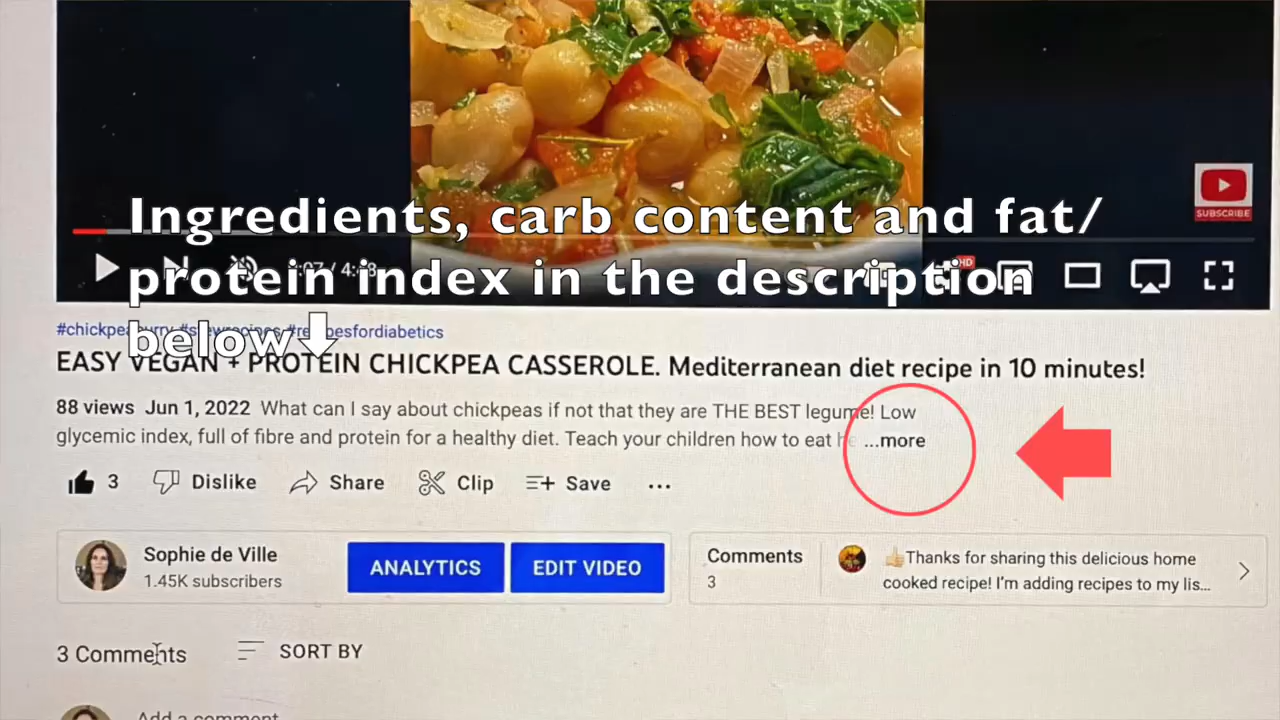 Ingredients, carb content and fat/
protein index in the description
below
SUBSCRIBE
HD
EASY VEGAN + PROTEIN CHICKPEA CASSEROLE. Mediterranean diet recipe in 10 minutes!
88 views Jun 1, 2022 What can I say about chickpeas if not that they are THE BEST legume! Low
glycemic index, full of fibre and protein for a healthy diet. Teach your children how to eat ...more
3 Dislike Share Clip Save ...
Sophie de Ville
1.45K subscribers
ANALYTICS
EDIT VIDEO
Comments
3
Thanks for sharing this delicious home
cooked recipe! I'm adding recipes to my lis...
3 Comments
SORT BY
Add a comment